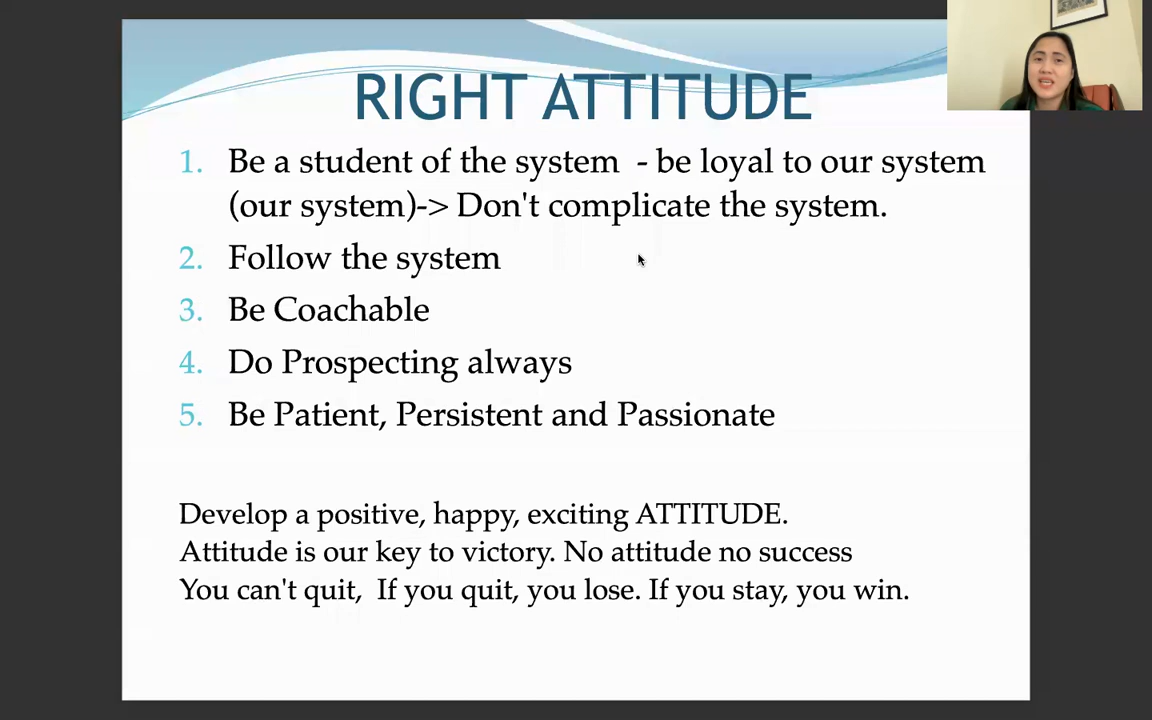 RIGHT ATTITUDE
1. Be a student of the system - be loyal to our system
(our system)-> Don't complicate the system.
2. Follow the system
3. Be Coachable
4. Do Prospecting always
5. Be Patient, Persistent and Passionate
Develop a positive, happy, exciting ATTITUDE.
Attitude is our key to victory. No attitude no success
You can't quit, If you quit, you lose. If you stay, you win.